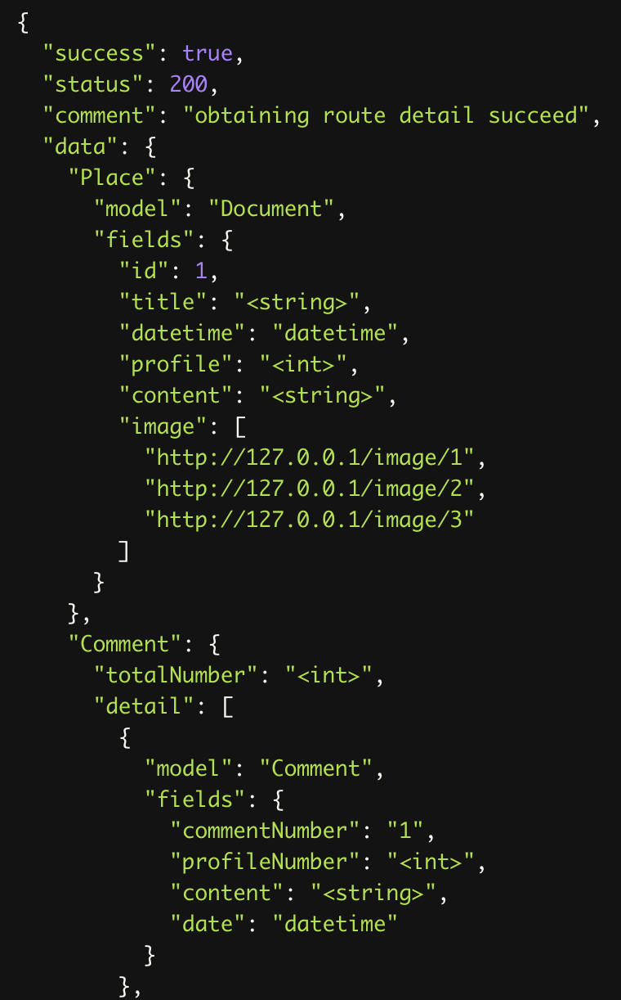 {
  "success": true,
  "status": 200,
  "comment": "obtaining route detail succeed",
  "data": {
    "Place": {
      "model": "Document",
      "fields": {
        "id": 1,
        "title": "<string>",
        "datetime": "datetime",
        "profile": "<int>",
        "content": "<string>",
        "image": [
          "http://127.0.0.1/image/1",
          "http://127.0.0.1/image/2",
          "http://127.0.0.1/image/3"
        ]
      }
    },
    "Comment": {
      "totalNumber": "<int>",
      "detail": [
        {
          "model": "Comment",
          "fields": {
            "commentNumber": "1",
            "profileNumber": "<int>",
            "content": "<string>",
            "date": "datetime"
          }
        },